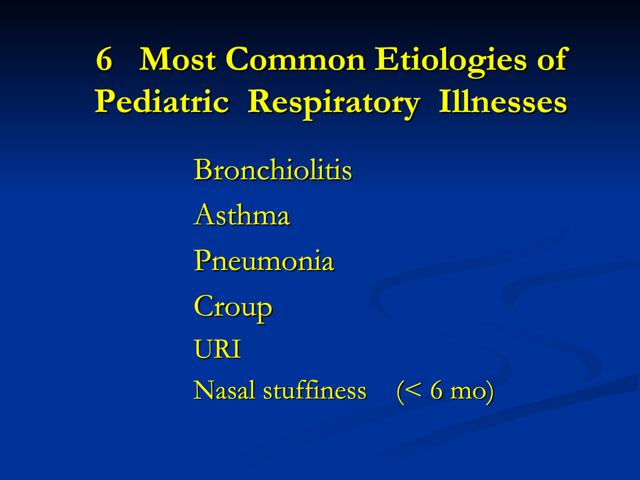 6 Most Common Etiologies of
Pediatric Respiratory Illnesses
Bronchiolitis
Asthma
Pneumonia
Croup
URI
Nasal stuffiness (< 6 mo)